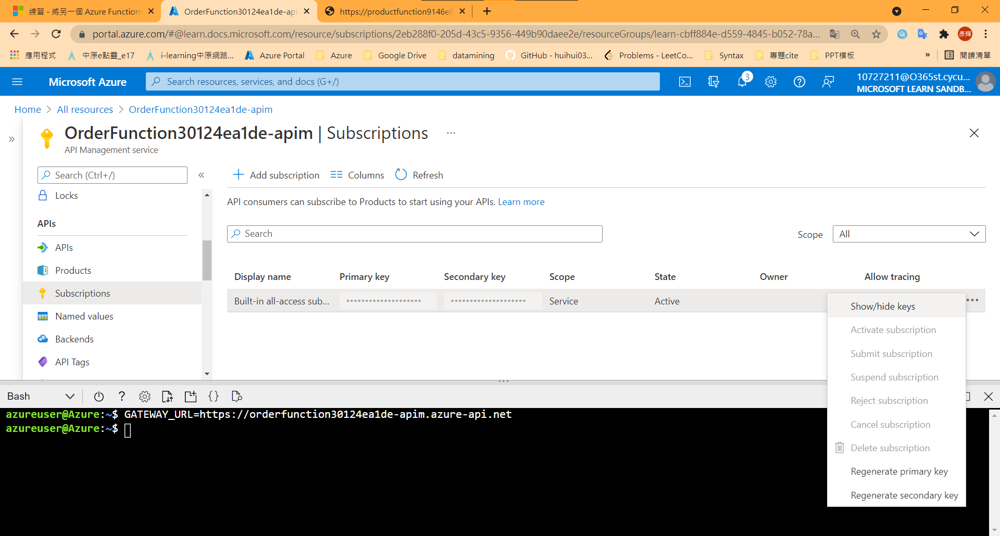 練習 - 將另一個 Azure Functions
OrderFunction30124ea1de-api
https://productfunction9146e8
portal.azure.com/#@learn.docs.microsoft.com/resource/subscriptions/2eb288f0-205d-43c5-9356-449b90daee2e/resourceGroups/learn-cbff884e-d559-4845-b052-78a...
彥輝
應用程式
中原e點靈_e17
i-learning中原網路...
Azure Portal
Azure
Google Drive
datamining
GitHub - huihui03...
Problems - LeetCo...
Syntax
專題cite
PPT模板
»
閱讀清單
Microsoft Azure
Search resources, services, and docs (G+/)
3
10727211@O365st.cycu...
MICROSOFT LEARN SANDB...
Home > All resources > OrderFunction30124ea1de-apim
OrderFunction30124ea1de-apim | Subscriptions ...
API Management service
Search (Ctrl+/)
«
Locks
APIs
APIs
Products
Subscriptions
Named values
Backends
API Tags
Add subscription
Columns
Refresh
API consumers can subscribe to Products to start using your APIs. Learn more
Search
Scope
All
Display name Primary key Secondary key Scope State Owner Allow tracing
Built-in all-access sub... •••••••••••••••••••• •••••••••••••••••••• Service Active
Show/hide keys
Activate subscription
Submit subscription
Suspend subscription
Reject subscription
Cancel subscription
Delete subscription
Regenerate primary key
Regenerate secondary key
Bash
azureuser@Azure:~$ GATEWAY_URL=https://orderfunction30124ea1de-apim.azure-api.net
azureuser@Azure:~$